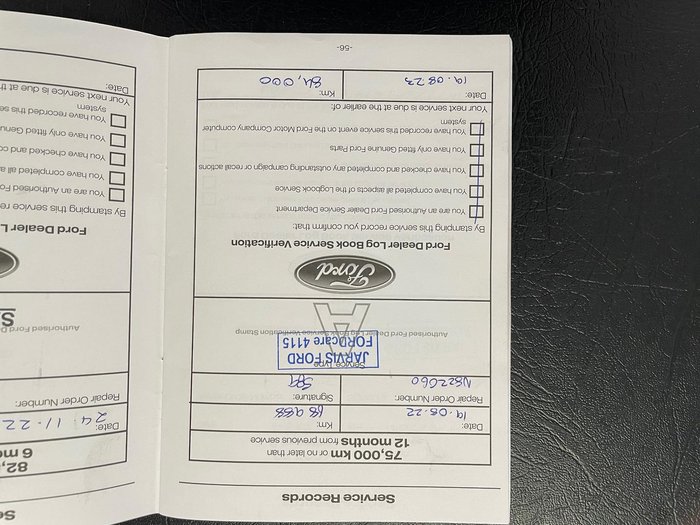 Service Records
75,000 km or no later than
12 months from previous service
Date: Km:
19.05.22
Repair Order Number: Signature:
N822060
Service Type
JARVIS FORD
FORDcare 4115
A
Authorised Ford Dealer Log Book Service Verification Stamp
Ford
Ford Dealer Log Book Service Verification
By stamping this service record you confirm that:
You are an Authorised Ford Dealer Service Department
You have completed all aspects of the Logbook Service
You have checked and completed any outstanding campaign or recall actions
You have only fitted Genuine Ford Parts
You have recorded this service event on the Ford Motor Company computer
system
Your next service is due at the earlier of:
Date: Km:
84,000
-56-
Se
82,
6 mo
Date:
24.11.22
Repair Order Number:
Authorised Ford
Ford Dealer L
By stamping this service re
You are an Authorised Fo
You have completed all a
You have checked and co
You have only fitted Genu
You have recorded this se
system
Your next service is due at th
Date: